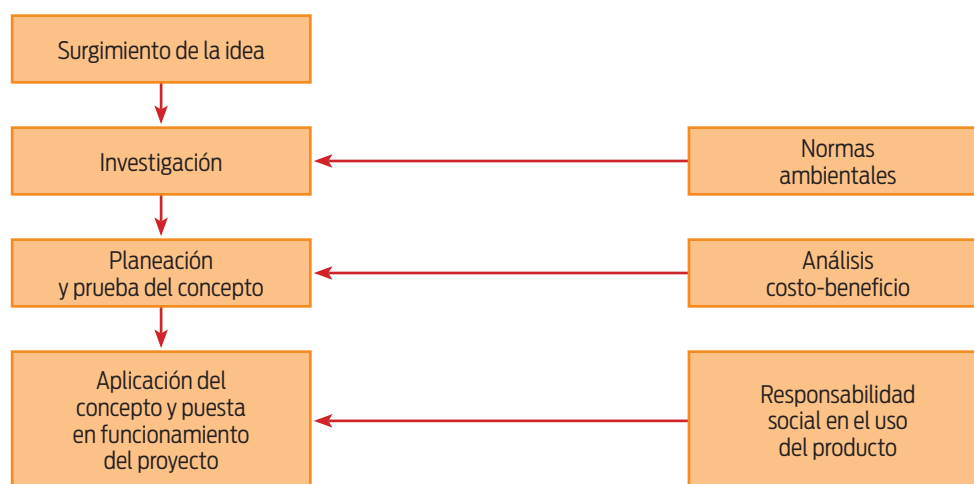 Surgimiento de la idea
Investigación
Normas
ambientales
Planeación
y prueba del concepto
Análisis
costo-beneficio
Aplicación del
concepto y puesta
en funcionamiento
del proyecto
Responsabilidad
social en el uso
del producto